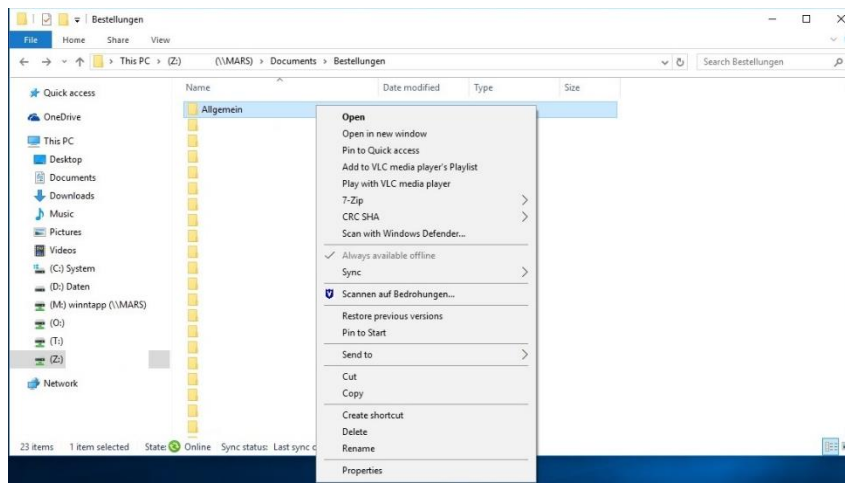 Bestellungen
File Home Share View
This PC > (Z:) (\\MARS) > Documents > Bestellungen
Search Bestellungen
Name Date modified Type Size
Quick access
OneDrive
This PC
Desktop
Documents
Downloads
Music
Pictures
Videos
(C:) System
(D:) Daten
(M:) winntapp (\\MARS)
(O:)
(T:)
(Z:)
Network
Allgemein
Open
Open in new window
Pin to Quick access
Add to VLC media player's Playlist
Play with VLC media player
7-Zip
CRC SHA
Scan with Windows Defender...
Always available offline
Sync
Scannen auf Bedrohungen...
Restore previous versions
Pin to Start
Send to
Cut
Copy
Create shortcut
Delete
Rename
Properties
23 items 1 item selected State: Online Sync status: Last sync